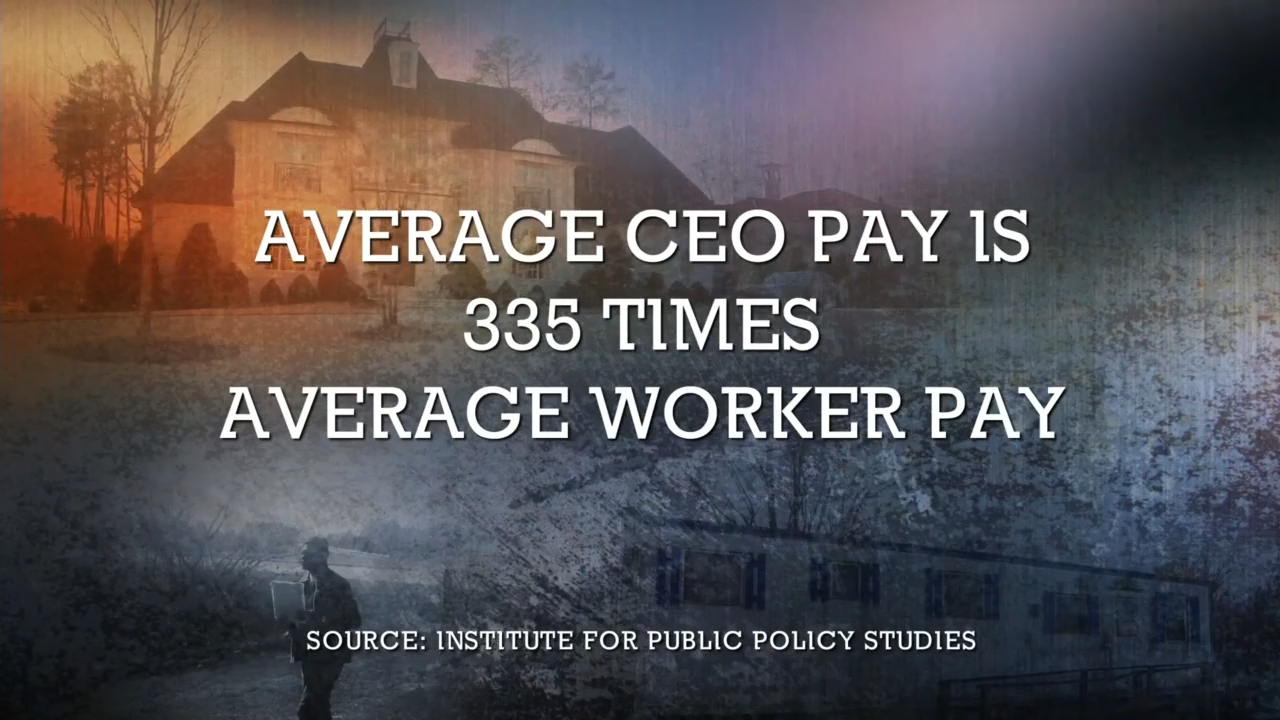 AVERAGE CEO PAY IS
335 TIMES
AVERAGE WORKER PAY
SOURCE: INSTITUTE FOR PUBLIC POLICY STUDIES